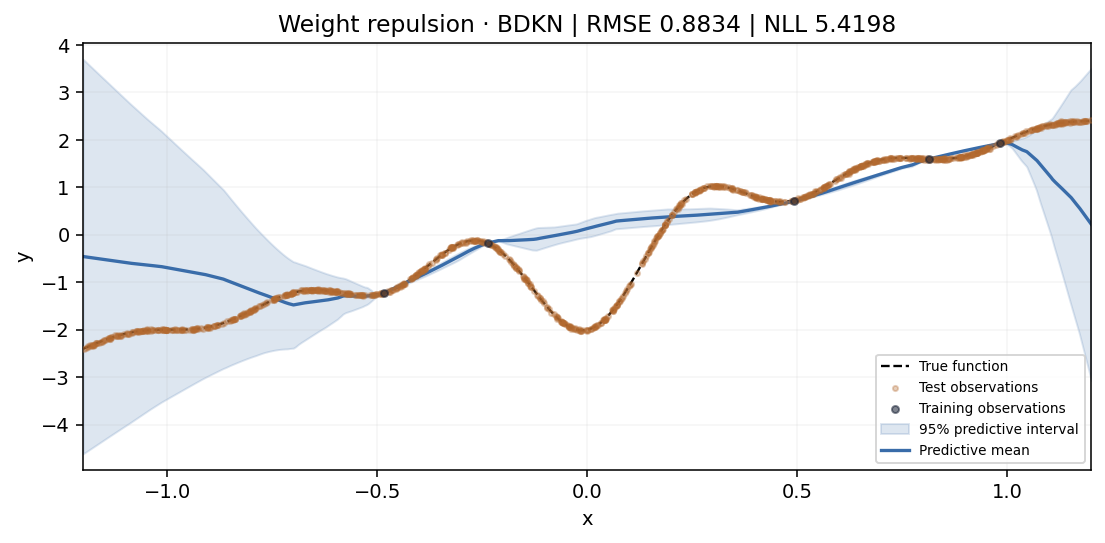 Weight repulsion · BDKN | RMSE 0.8834 | NLL 5.4198
4
3
2
1
0
−1
−2
−3
−4
y
−1.0
−0.5
0.0
0.5
1.0
x
True function
Test observations
Training observations
95% predictive interval
Predictive mean